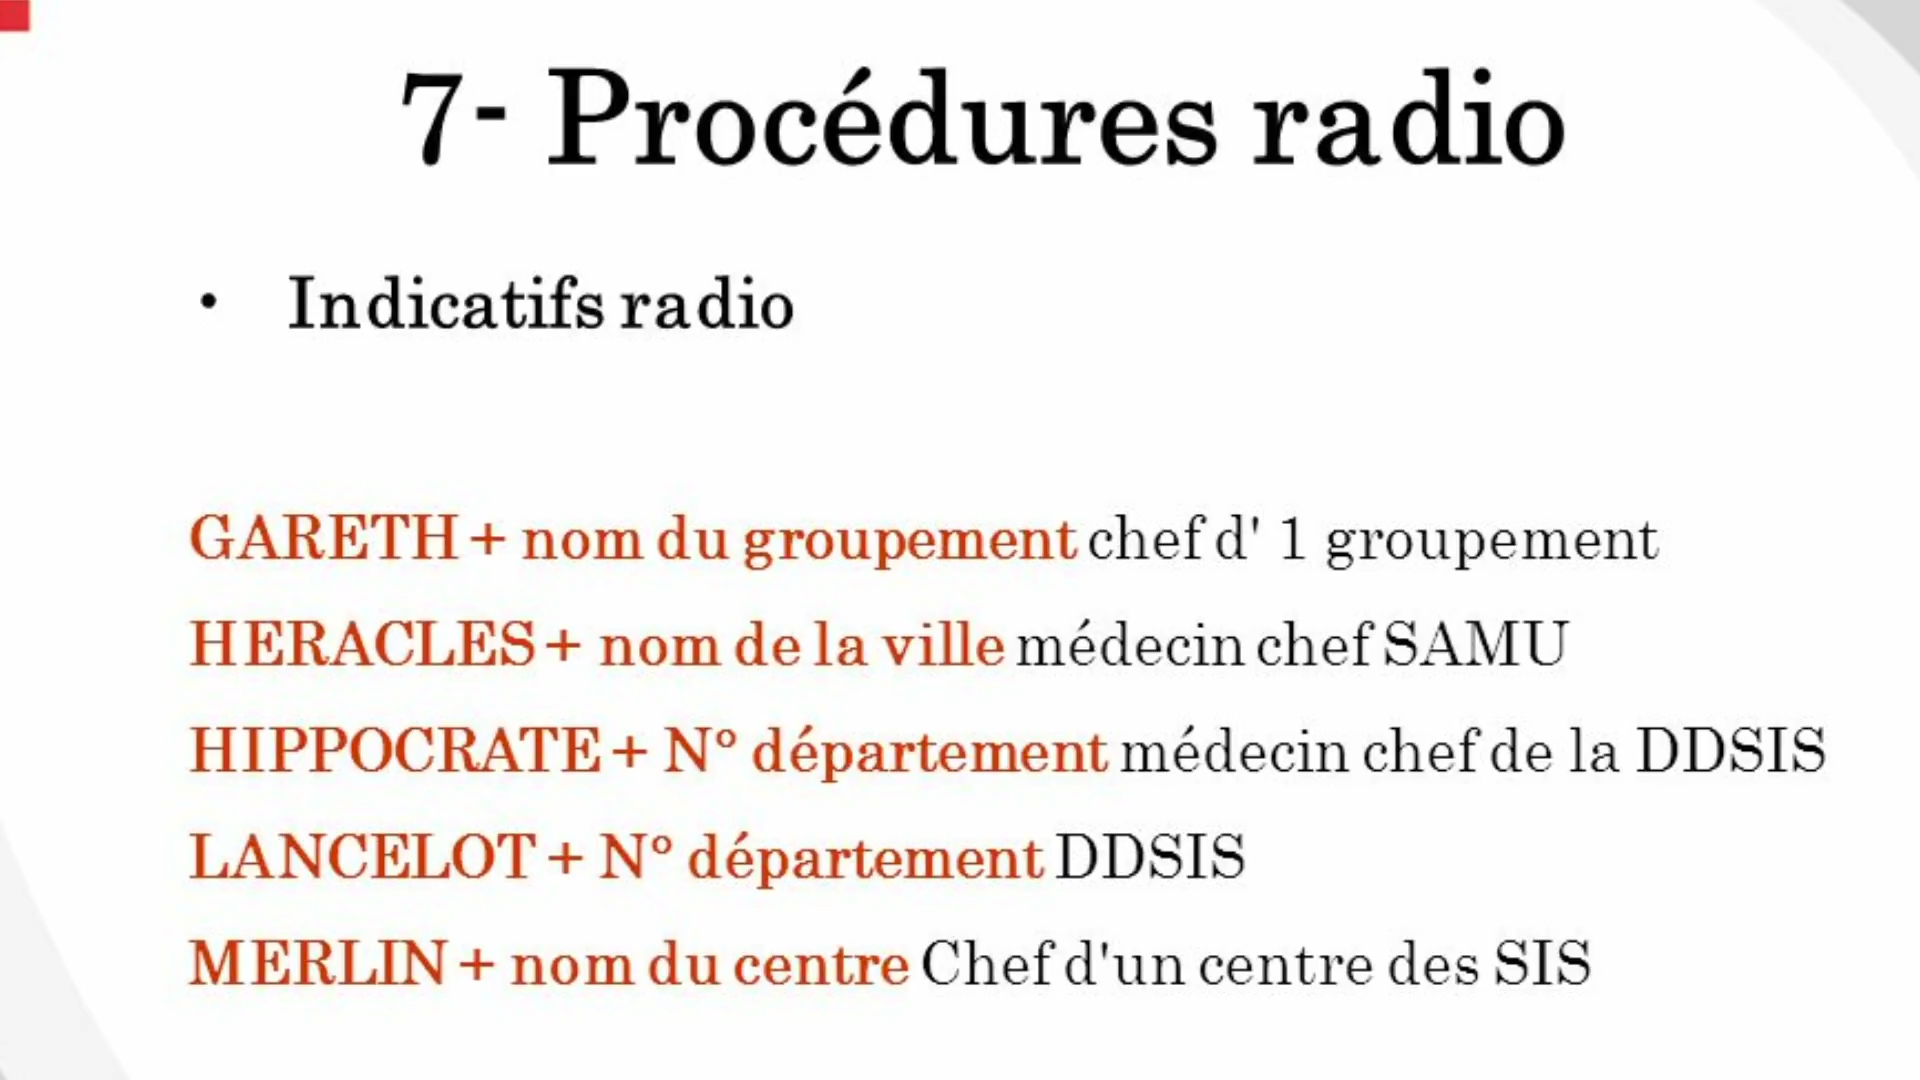 7- Procédures radio
• Indicatifs radio
GARETH + nom du groupement chef d' 1 groupement
HERACLES + nom de la ville médecin chef SAMU
HIPPOCRATE + N° département médecin chef de la DDSIS
LANCELOT + N° département DDSIS
MERLIN + nom du centre Chef d'un centre des SIS